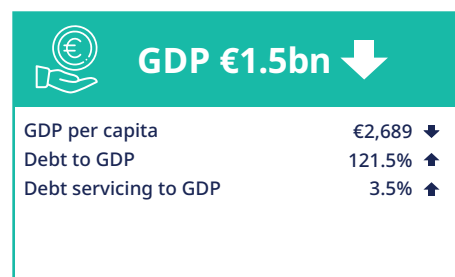 GDP €1.5bn
GDP per capita €2,689
Debt to GDP 121.5%
Debt servicing to GDP 3.5%